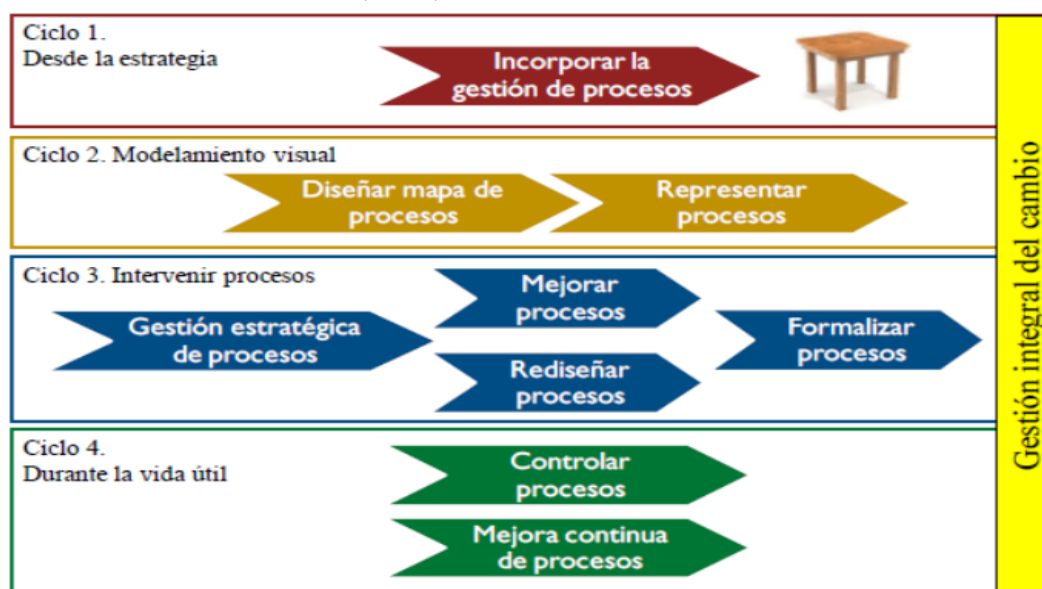 Ciclo 1.
Desde la estrategia
Incorporar la
gestión de procesos
Ciclo 2. Modelamiento visual
Diseñar mapa de
procesos
Representar
procesos
Ciclo 3. Intervenir procesos
Gestión estratégica
de procesos
Mejorar
procesos
Rediseñar
procesos
Formalizar
procesos
Ciclo 4.
Durante la vida útil
Controlar
procesos
Mejora continua
de procesos
Gestión integral del cambio